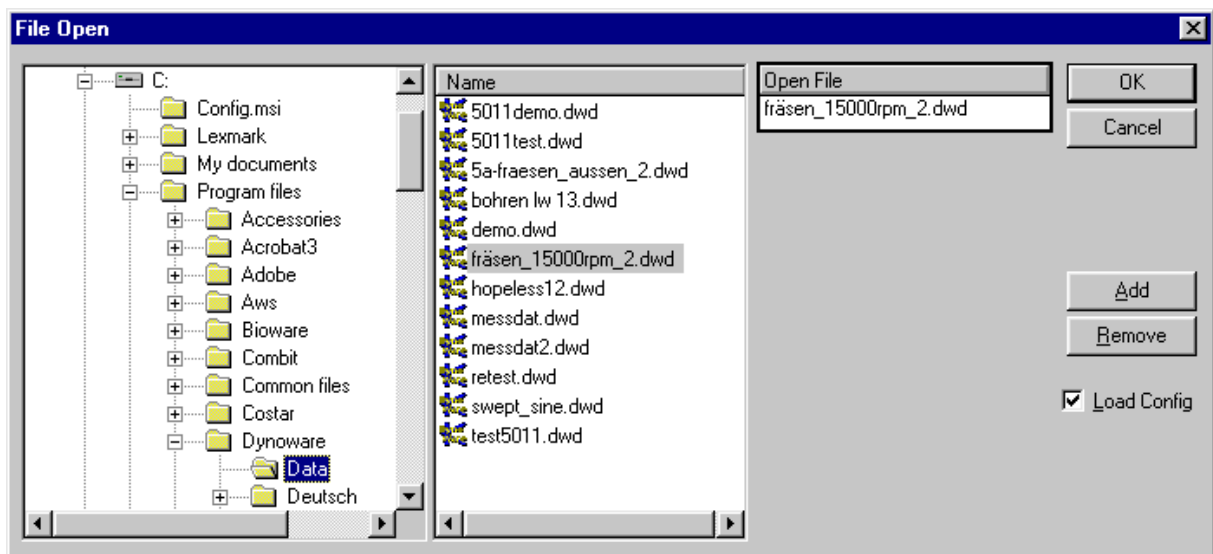 File Open
C:
Config.msi
Lexmark
My documents
Program files
Accessories
Acrobat3
Adobe
Aws
Bioware
Combit
Common files
Costar
Dynoware
Data
Deutsch
Name
5011demo.dwd
5011test.dwd
5a-fraesen_aussen_2.dwd
bohren lw 13.dwd
demo.dwd
fräsen_15000rpm_2.dwd
hopeless12.dwd
messdat.dwd
messdat2.dwd
retest.dwd
swept_sine.dwd
test5011.dwd
Open File
fräsen_15000rpm_2.dwd
OK
Cancel
Add
Remove
Load Config